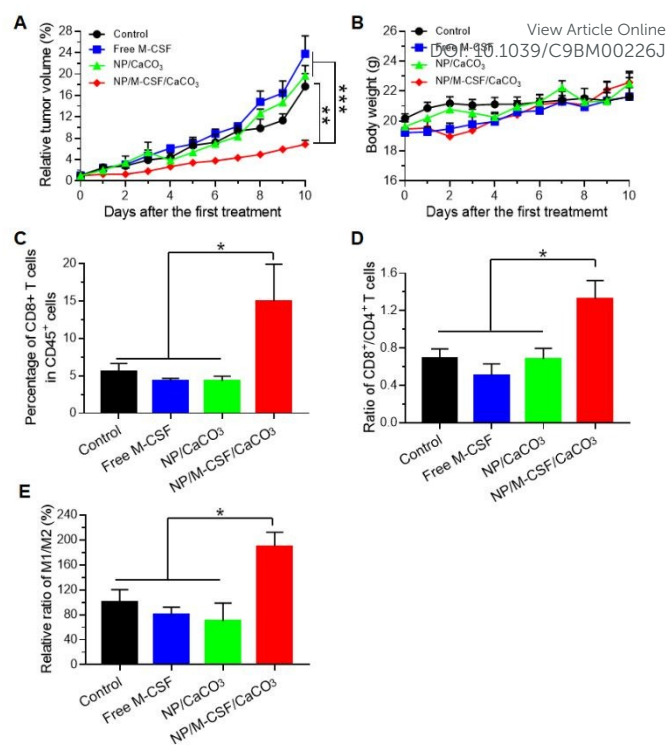 A
Relative tumor volume (%)
28
24
20
16
12
8
4
0
Control
Free M-CSF
NP/CaCO3
NP/M-CSF/CaCO3
***
**
0 2 4 6 8 10
Days after the first treatment
B
Body weight (g)
26
24
22
20
18
16
Control
Free M-CSF
NP/CaCO3
NP/M-CSF/CaCO3
View Article Online
DOI: 10.1039/C9BM00226J
0 2 4 6 8 10
Days after the first treatemt
C
Percentage of CD8+ T cells
in CD45+ cells
20
15
10
5
0
*
Control
Free M-CSF
NP/CaCO3
NP/M-CSF/CaCO3
D
Ratio of CD8+/CD4+ T cells
1.6
1.2
0.8
0.4
0.0
*
Control
Free M-CSF
NP/CaCO3
NP/M-CSF/CaCO3
E
Relative ratio of M1/M2 (%)
240
200
160
120
80
40
0
*
Control
Free M-CSF
NP/CaCO3
NP/M-CSF/CaCO3